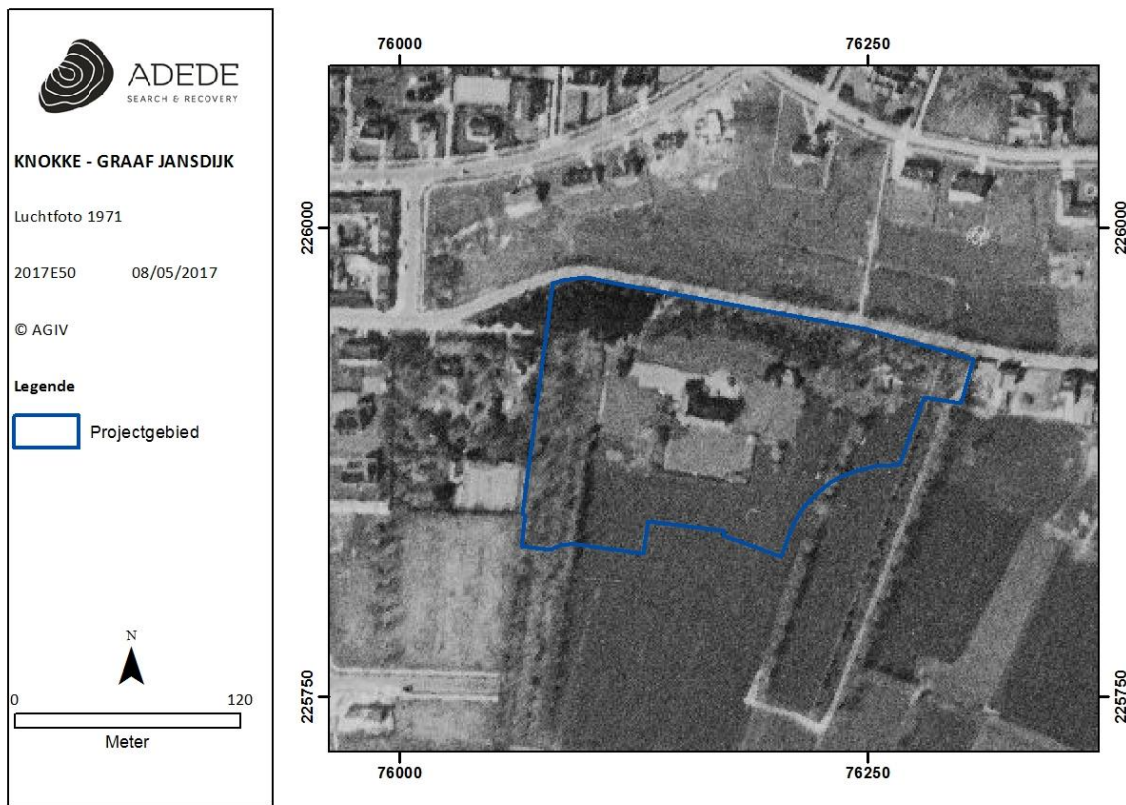 ADEDE
SEARCH & RECOVERY
KNOKKE - GRAAF JANSDIJK
Luchtfoto 1971
2017E50 08/05/2017
© AGIV
Legende
Projectgebied
N
0 120
Meter
76000 76250
226000 226000
225750 225750
76000 76250